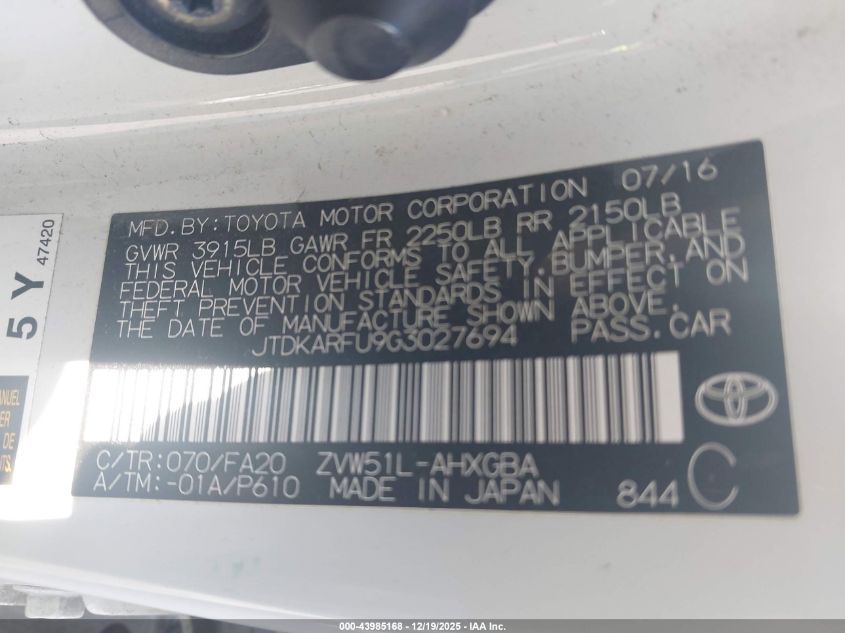 MFD.BY:TOYOTA MOTOR CORPORATION 07/16
GVWR 3915LB GAWR FR 2250LB RR 2150LB
THIS VEHICLE CONFORMS TO ALL APPLICABLE
FEDERAL MOTOR VEHICLE SAFETY,BUMPER,AND
THEFT PREVENTION STANDARDS IN EFFECT ON
THE DATE OF MANUFACTURE SHOWN ABOVE.
JTDKARFU9G3027694 PASS.CAR
C/TR:070/FA20 ZVW51L-AHXGBA
A/TM:-01A/P610 MADE IN JAPAN 844 C
5 Y
47420
DE
000-43985168 - 12/19/2025 - IAA Inc.